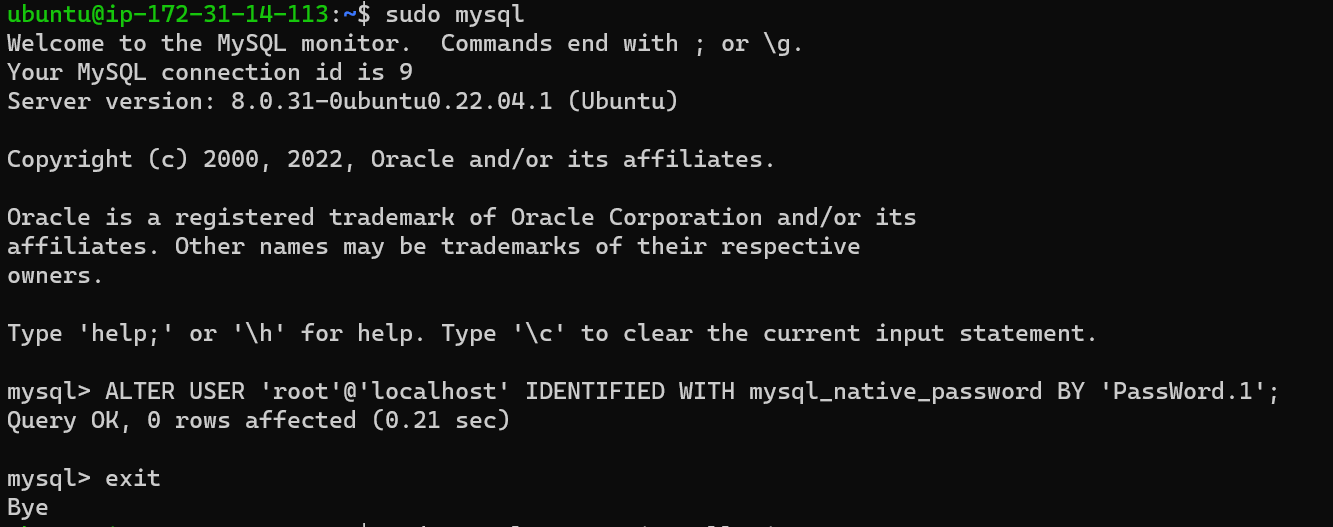 ubuntu@ip-172-31-14-113:~$ sudo mysql
Welcome to the MySQL monitor.  Commands end with ; or \g.
Your MySQL connection id is 9
Server version: 8.0.31-0ubuntu0.22.04.1 (Ubuntu)
Copyright (c) 2000, 2022, Oracle and/or its affiliates.
Oracle is a registered trademark of Oracle Corporation and/or its
affiliates. Other names may be trademarks of their respective
owners.
Type 'help;' or '\h' for help. Type '\c' to clear the current input statement.
mysql> ALTER USER 'root'@'localhost' IDENTIFIED WITH mysql_native_password BY 'PassWord.1';
Query OK, 0 rows affected (0.21 sec)
mysql> exit
Bye